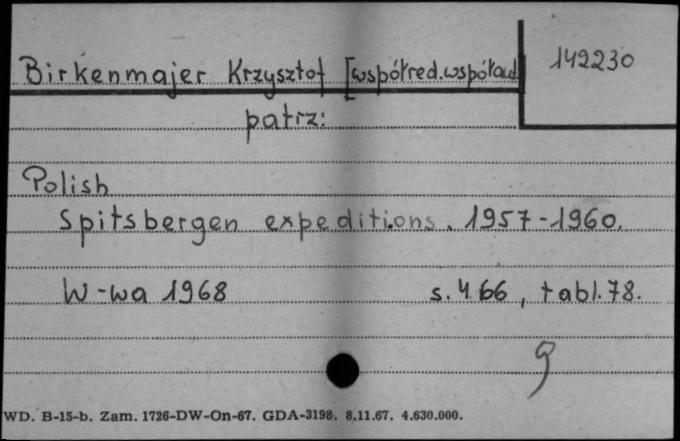 Birkenmajer Krzysztof [współred.współaut
142230
patrz:
Polish
Spitsbergen expeditions. 1957-1960.
W-wa 1968 s. 466, tabl. 78.
g
WD. B-15-b. Zam. 1726-DW-On-67. GDA-3198. 8.11.67. 4.630.000.